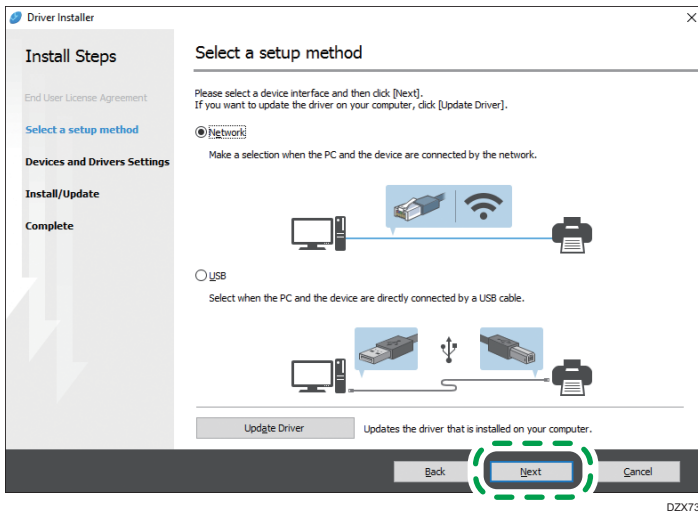 Driver Installer
Install Steps
End User License Agreement
Select a setup method
Devices and Drivers Settings
Install/Update
Complete
Select a setup method
Please select a device interface and then click [Next].
If you want to update the driver on your computer, click [Update Driver].
Network
Make a selection when the PC and the device are connected by the network.
USB
Select when the PC and the device are directly connected by a USB cable.
Update Driver
Updates the driver that is installed on your computer.
Back
Next
Cancel
DZX73